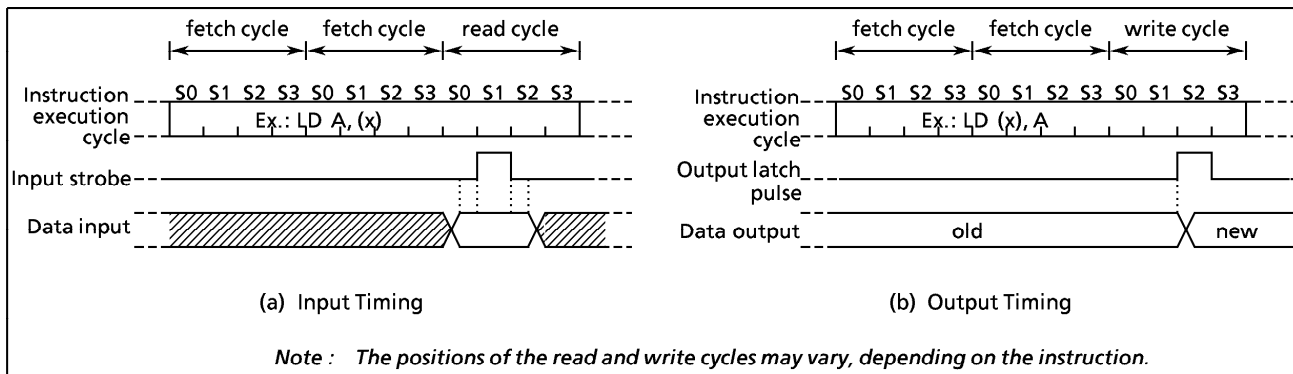 fetch cycle fetch cycle read cycle
S0 S1 S2 S3 S0 S1 S2 S3 S0 S1 S2 S3
Instruction execution cycle
Ex.: LD A, (x)
Input strobe
Data input
(a) Input Timing
fetch cycle fetch cycle write cycle
S0 S1 S2 S3 S0 S1 S2 S3 S0 S1 S2 S3
Instruction execution cycle
Ex.: LD (x), A
Output latch pulse
Data output
old new
(b) Output Timing
Note : The positions of the read and write cycles may vary, depending on the instruction.